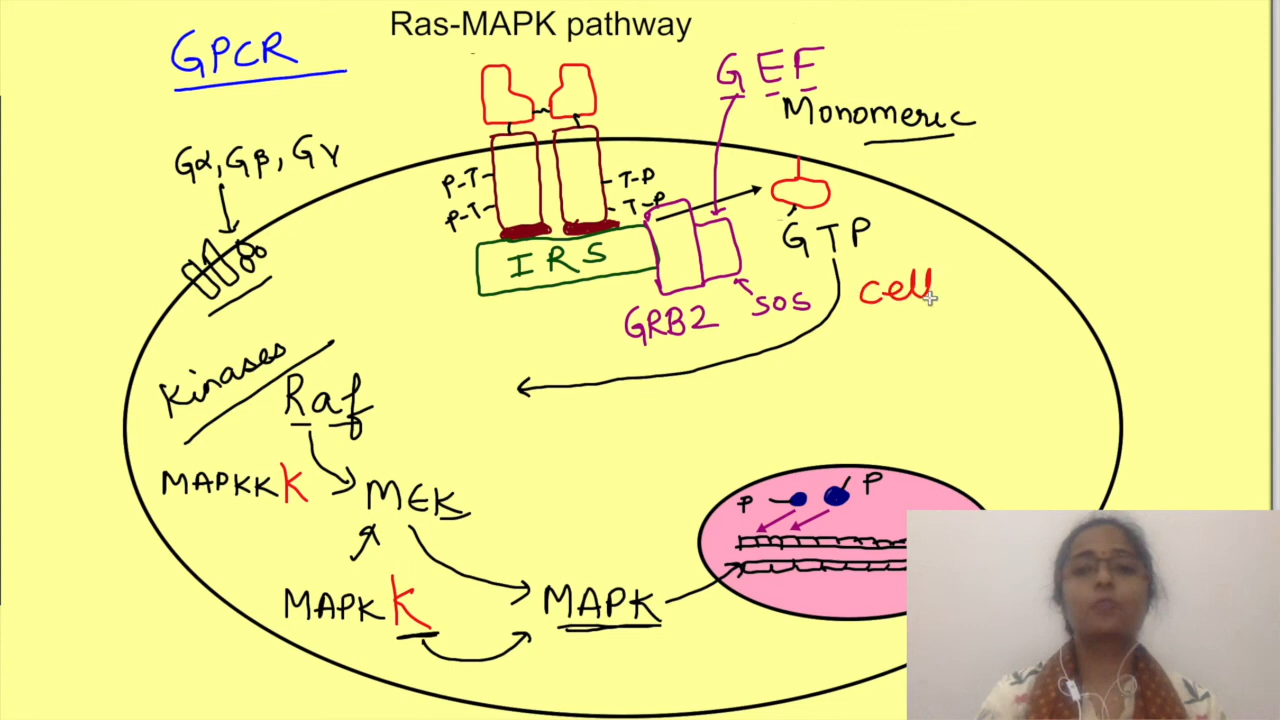 Ras-MAPK pathway
GPCR
GEF
Monomeric
Gα, Gβ, Gγ
P-T
T-P
P-T
T-P
GTP
IRS
cell
GRB2
SOS
Kinases
Raf
MAPKKK
MEK
P
P
MAPKK
MAPK